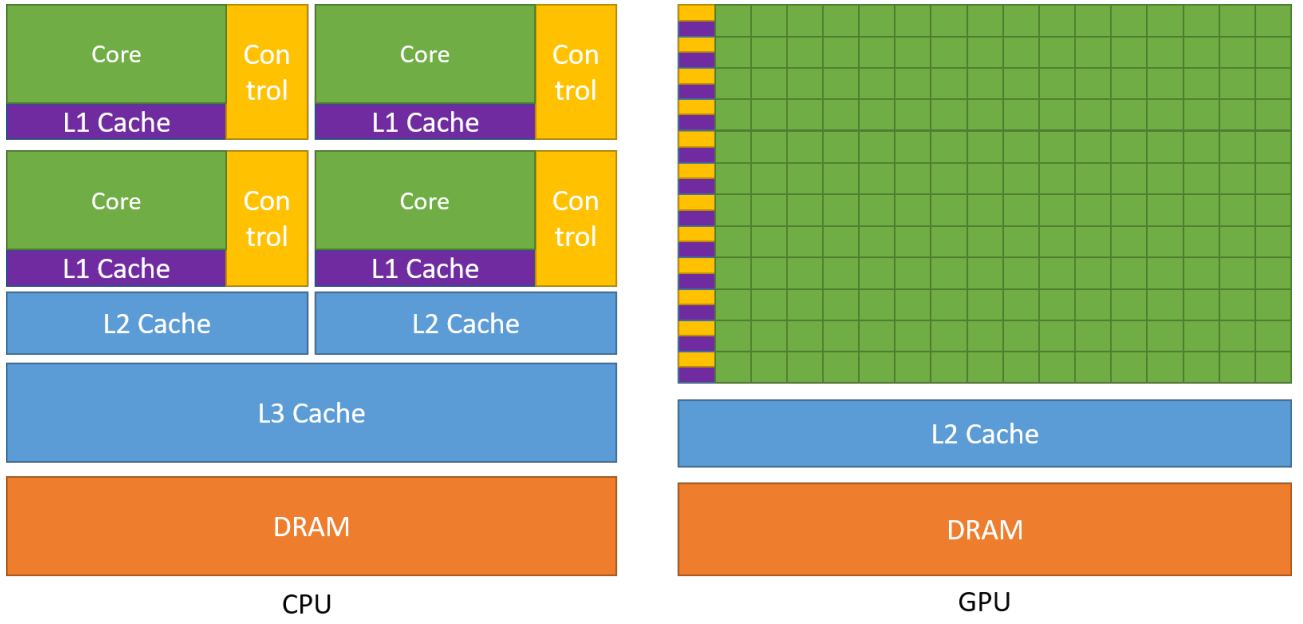 Core
Con
trol
L1 Cache
Core
Con
trol
L1 Cache
Core
Con
trol
L1 Cache
Core
Con
trol
L1 Cache
L2 Cache
L2 Cache
L3 Cache
DRAM
CPU
L2 Cache
DRAM
GPU